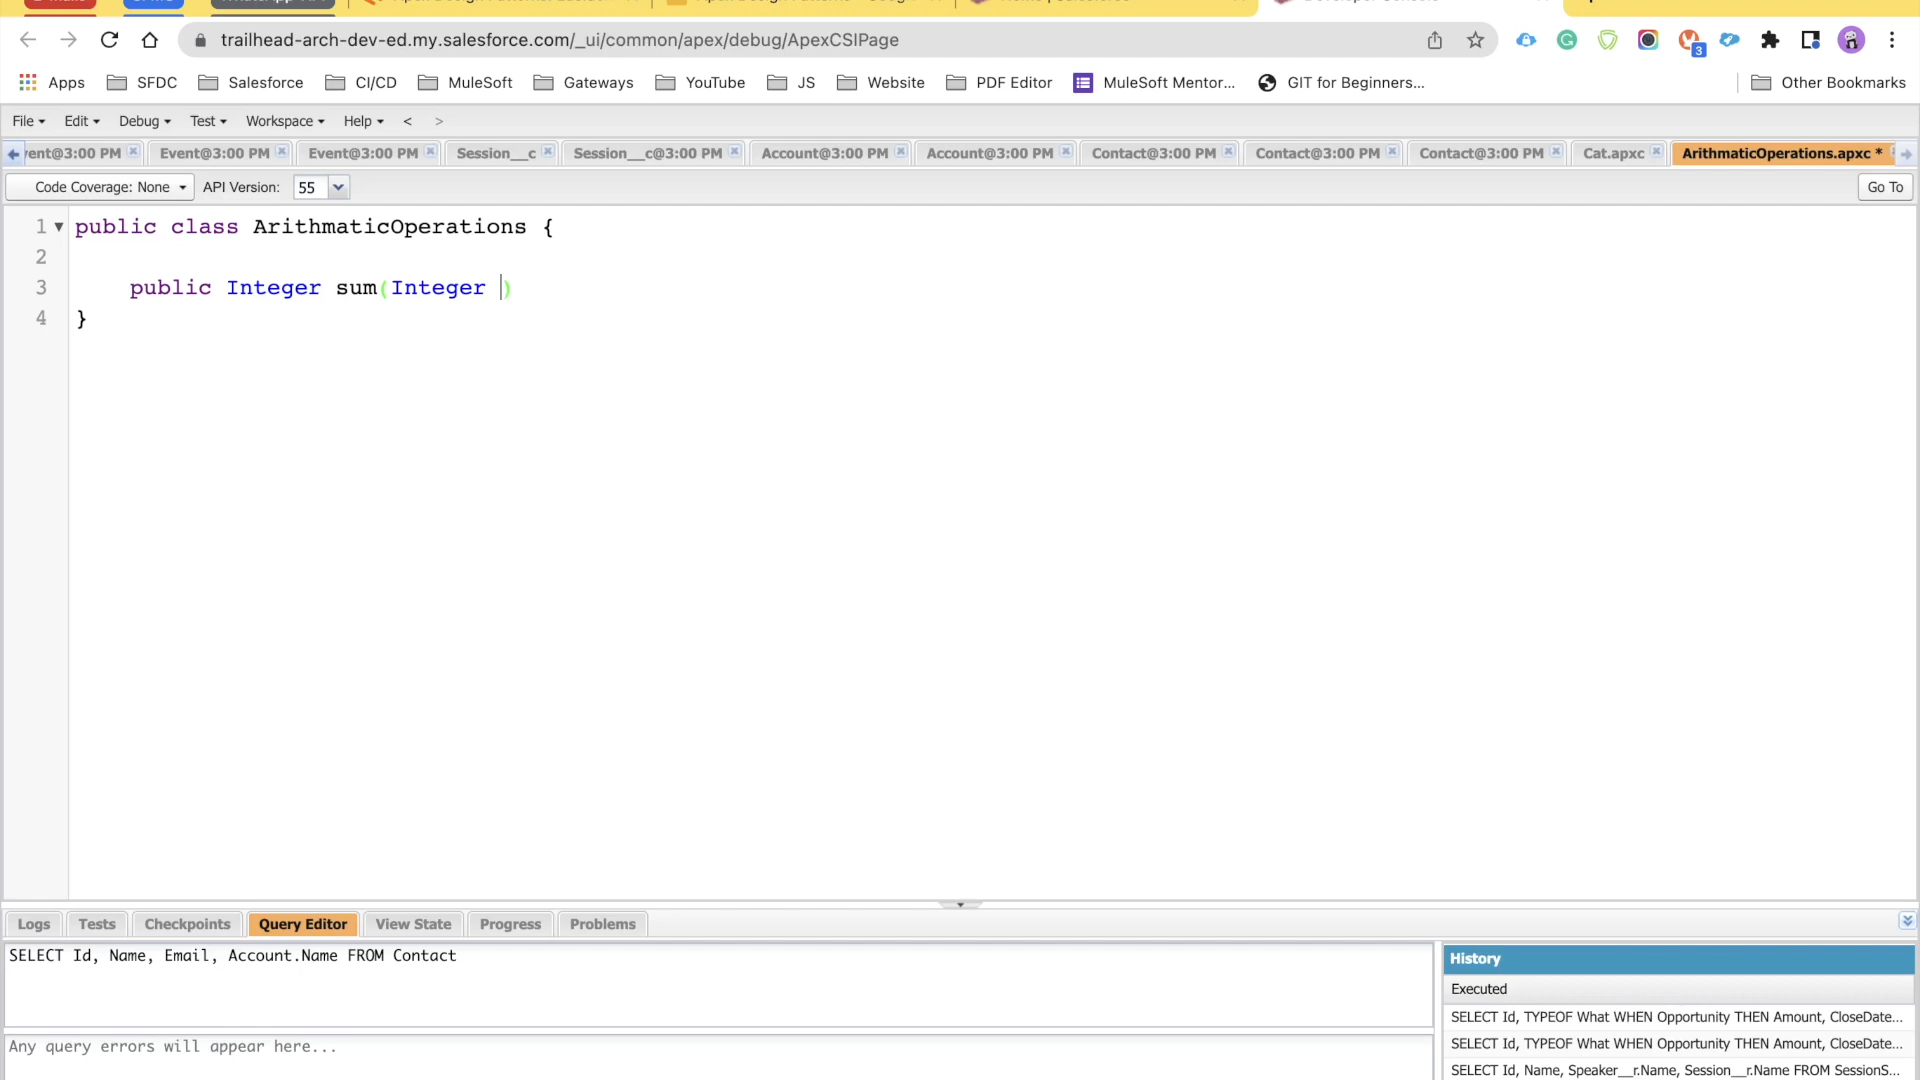 trailhead-arch-dev-ed.my.salesforce.com/_ui/common/apex/debug/ApexCSIPage
3
Apps SFDC Salesforce CI/CD MuleSoft Gateways YouTube JS Website PDF Editor MuleSoft Mentor... GIT for Beginners... Other Bookmarks
File Edit Debug Test Workspace Help < >
vent@3:00 PM Event@3:00 PM Event@3:00 PM Session__c Session__c@3:00 PM Account@3:00 PM Account@3:00 PM Contact@3:00 PM Contact@3:00 PM Contact@3:00 PM Cat.apxc ArithmaticOperations.apxc *
Code Coverage: None API Version: 55 Go To
1 public class ArithmaticOperations {
2
3 public Integer sum(Integer )
4 }
Logs Tests Checkpoints Query Editor View State Progress Problems
SELECT Id, Name, Email, Account.Name FROM Contact
Any query errors will appear here...
History
Executed
SELECT Id, TYPEOF What WHEN Opportunity THEN Amount, CloseDate...
SELECT Id, TYPEOF What WHEN Opportunity THEN Amount, CloseDate...
SELECT Id, Name, Speaker__r.Name, Session__r.Name FROM SessionS...